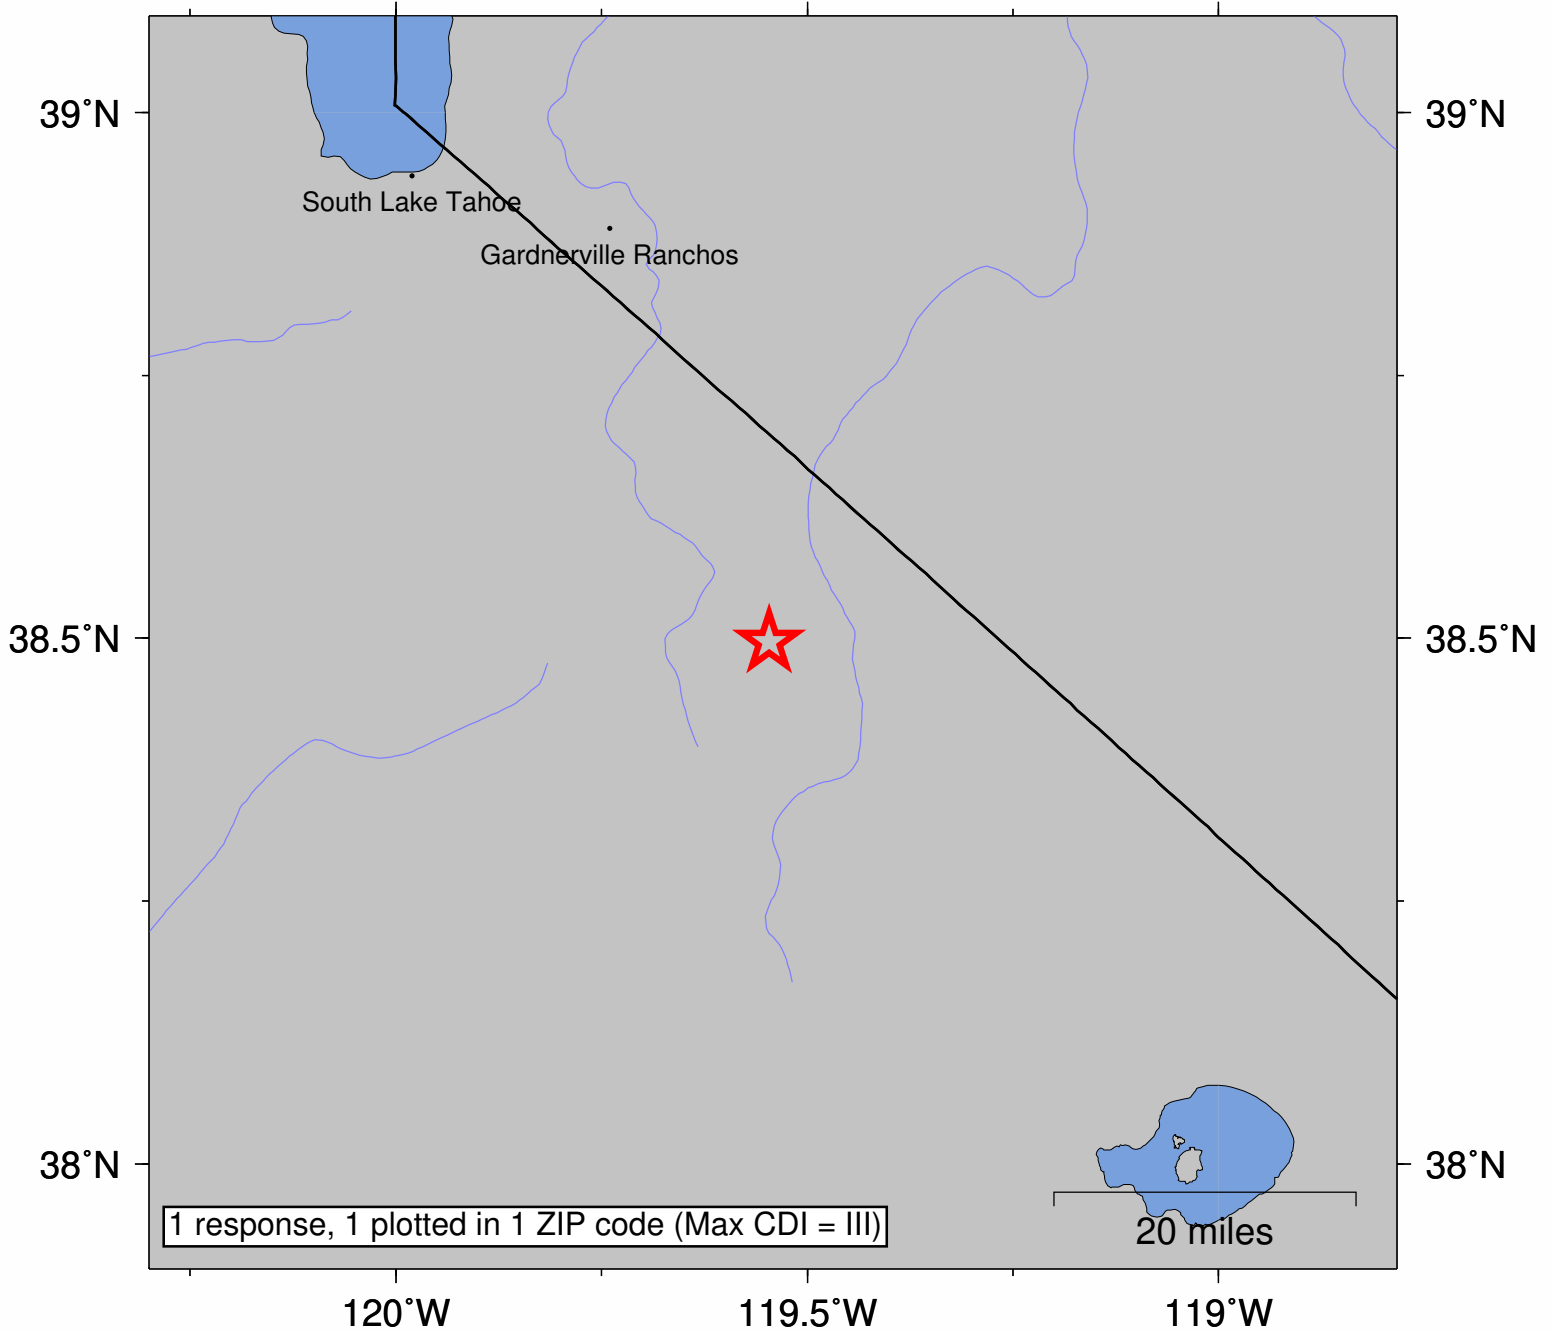 39˚N
39˚N
South Lake Tahoe
Gardnerville Ranchos
38.5˚N
38.5˚N
38˚N
38˚N
1 response, 1 plotted in 1 ZIP code (Max CDI = III)
20 miles
120˚W
119.5˚W
119˚W